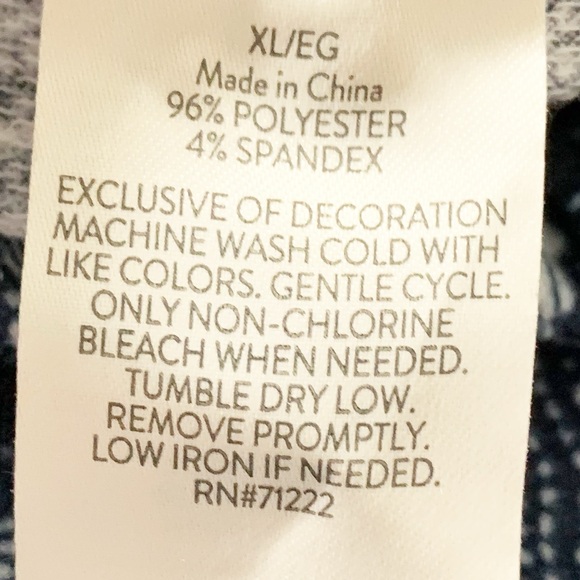 XL/EG
Made in China
96% POLYESTER
4% SPANDEX
EXCLUSIVE OF DECORATION
MACHINE WASH COLD WITH
LIKE COLORS. GENTLE CYCLE.
ONLY NON-CHLORINE
BLEACH WHEN NEEDED.
TUMBLE DRY LOW.
REMOVE PROMPTLY.
LOW IRON IF NEEDED.
RN#71222